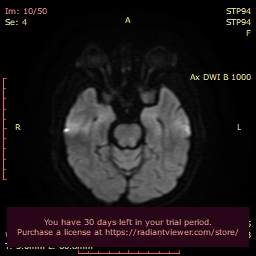 Im: 10/50
Se: 4
A
STP94
STP94
F
Ax DWI B 1000
R
L
You have 30 days left in your trial period.
Purchase a license at https://radiantviewer.com/store/